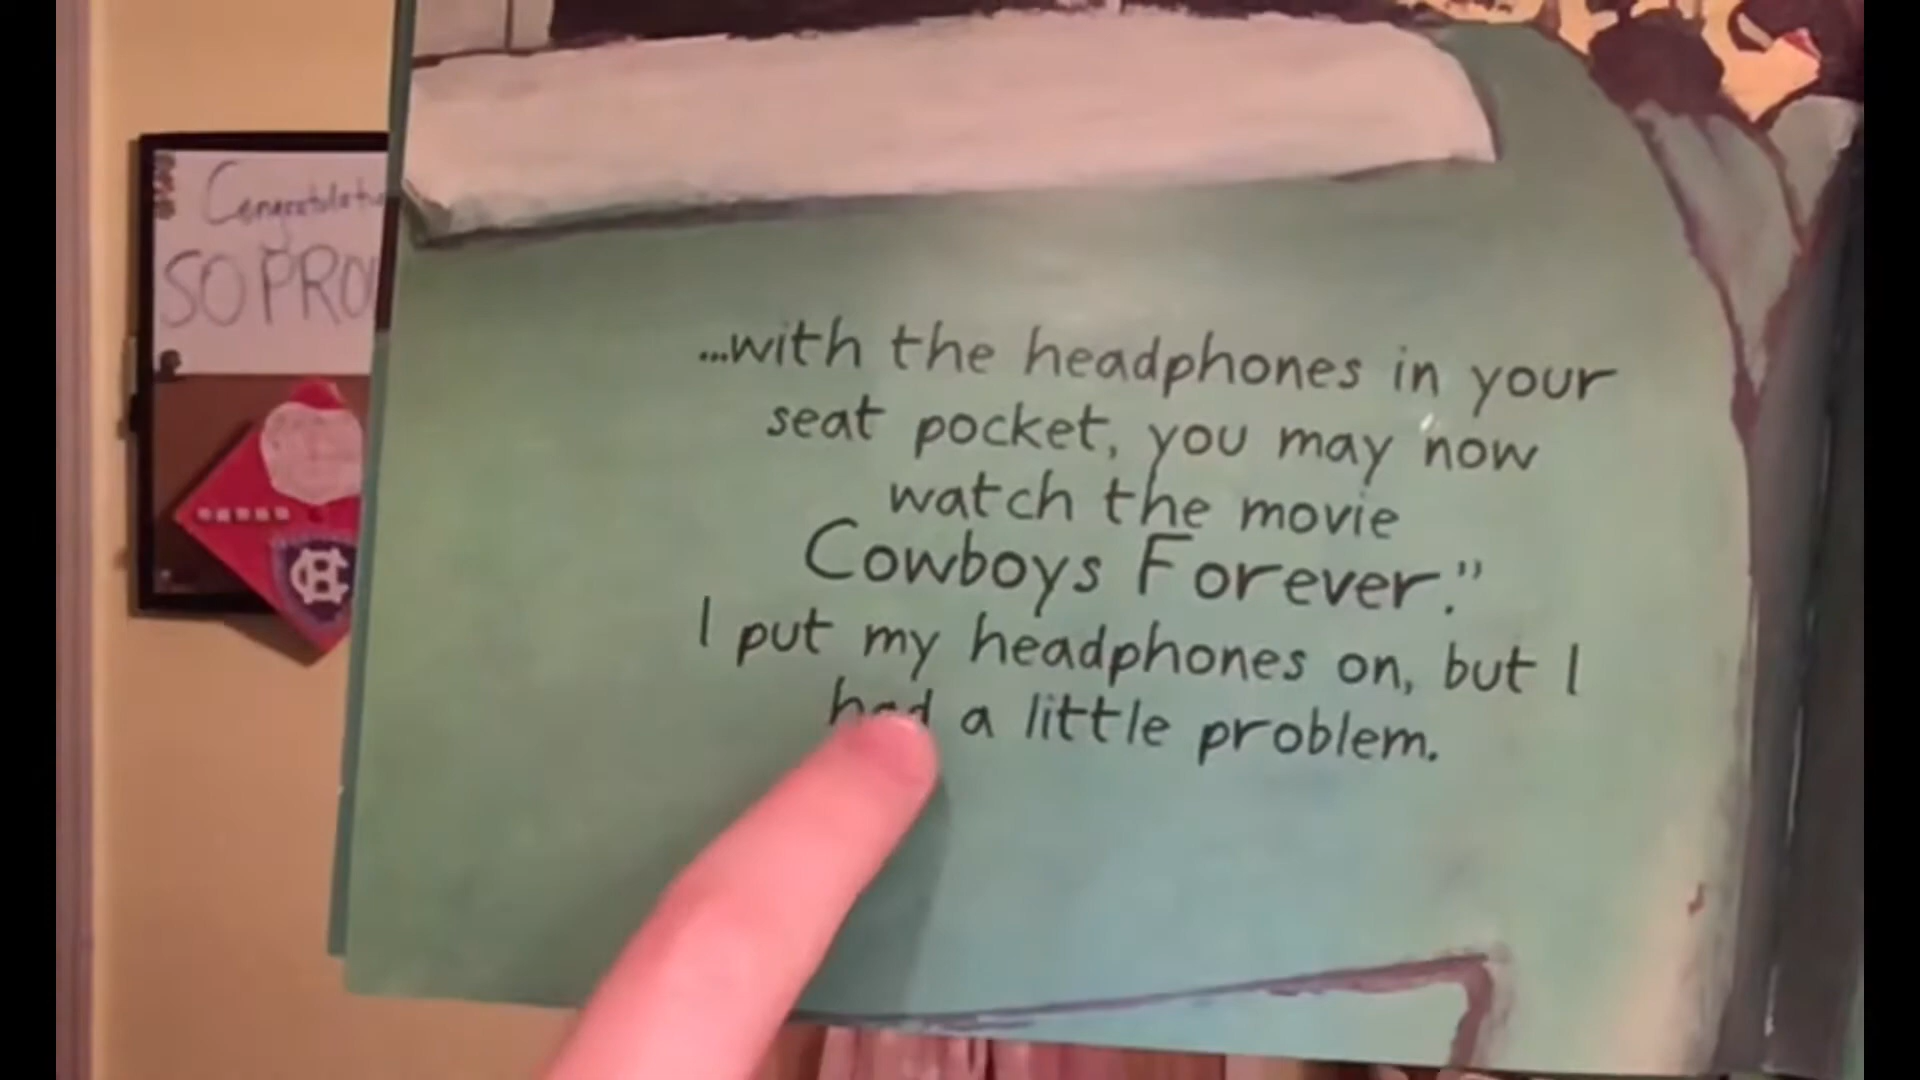 SO
...with the headphones in your
seat pocket, you may now
watch the movie
Cowboys Forever."
I put my headphones on, but I
had a little problem.